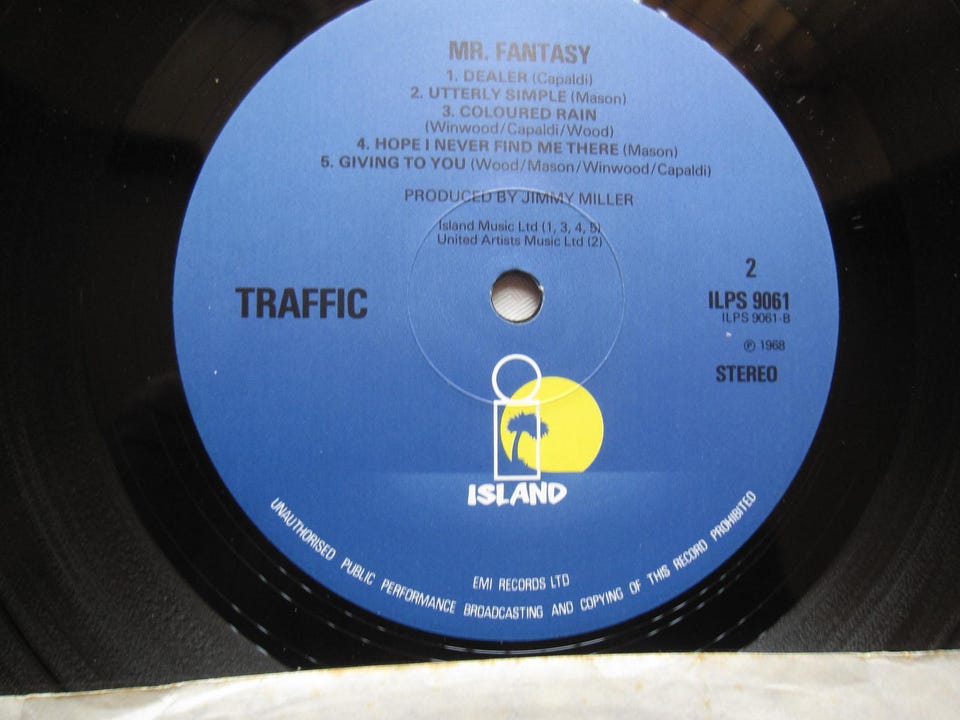 MR. FANTASY
1. DEALER (Capaldi)
2. UTTERLY SIMPLE (Mason)
3. COLOURED RAIN
(Winwood/Capaldi/Wood)
4. HOPE I NEVER FIND ME THERE (Mason)
5. GIVING TO YOU (Wood/Mason/Winwood/Capaldi)
PRODUCED BY JIMMY MILLER
Island Music Ltd (1, 3, 4, 5)
United Artists Music Ltd (2)
TRAFFIC
2
ILPS 9061
ILPS 9061-B
℗ 1968
STEREO
ISLAND
EMI RECORDS LTD
UNAUTHORISED PUBLIC PERFORMANCE BROADCASTING AND COPYING OF THIS RECORD PROHIBITED